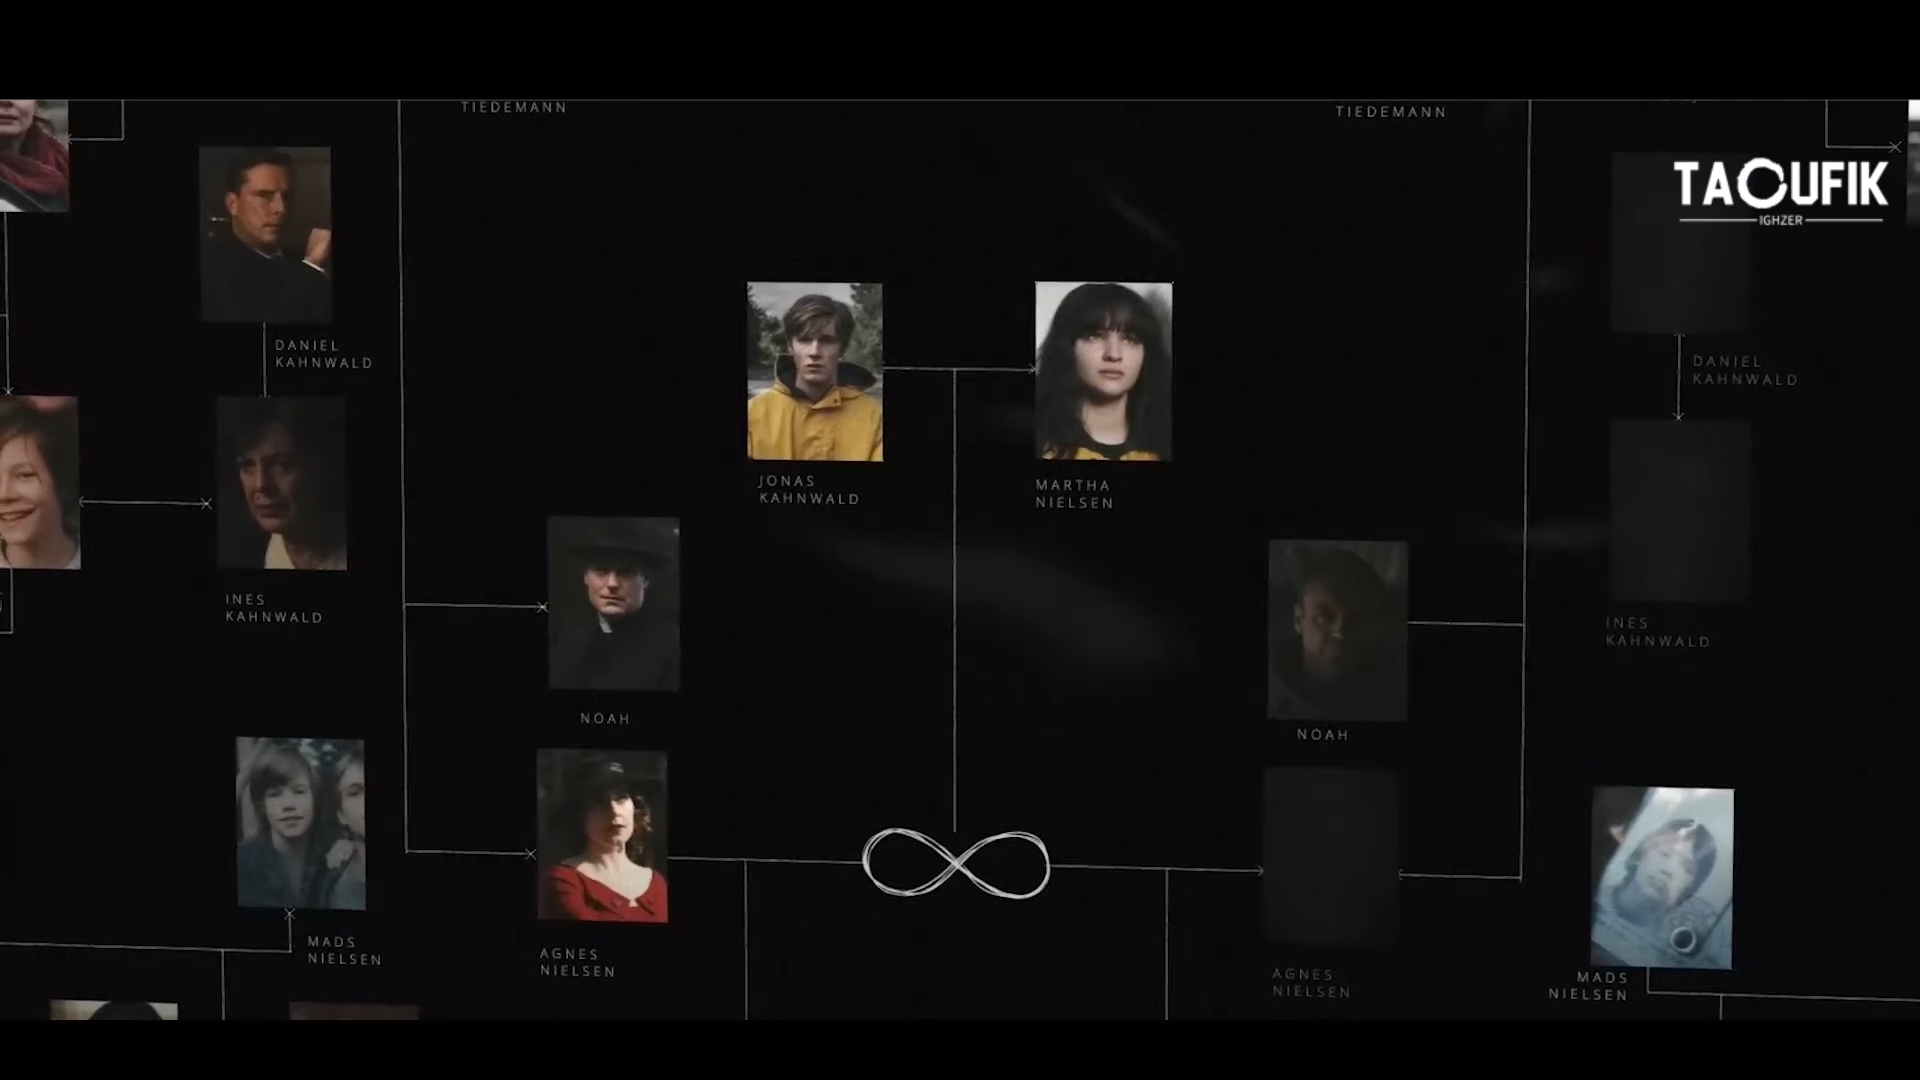 TIEDEMANN
TIEDEMANN
TAOUFIK
IGHZER
DANIEL
KAHNWALD
DANIEL
KAHNWALD
JONAS
KAHNWALD
MARTHA
NIELSEN
INES
KAHNWALD
INES
KAHNWALD
NOAH
NOAH
MADS
NIELSEN
AGNES
NIELSEN
AGNES
NIELSEN
MADS
NIELSEN